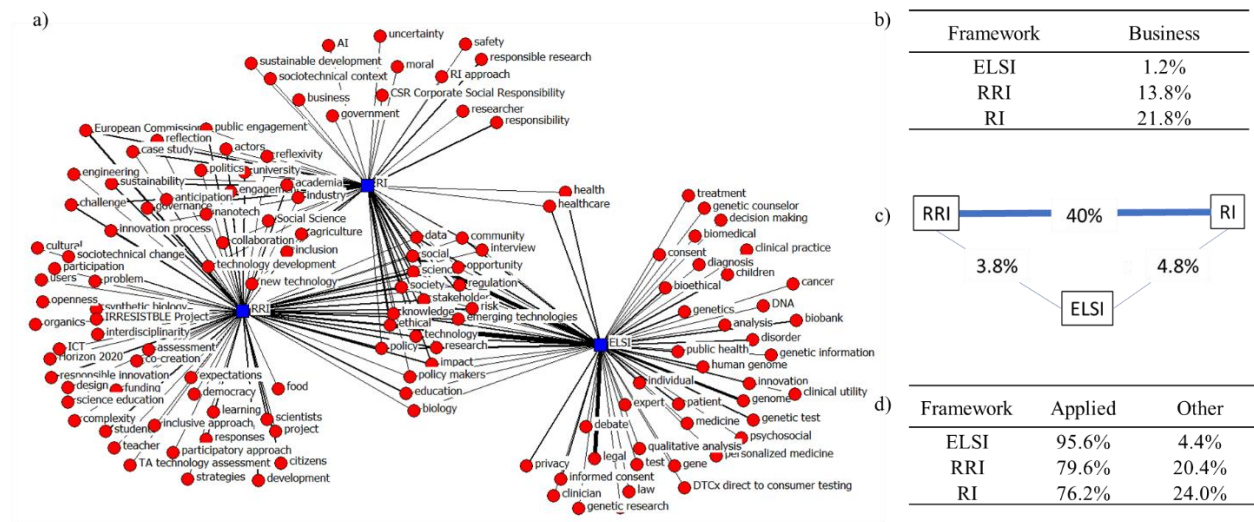 a)
AI
uncertainty
safety
sustainable development
moral
responsible research
sociotechnical context
RI approach
business
CSR Corporate Social Responsibility
government
researcher
responsibility
European Commission
public engagement
reflection
case study
actors
reflexivity
engineering
politics
university
RI
sustainability
engagement
academia
industry
health
challenge
anticipation
healthcare
governance
nanotech
Social Science
innovation process
agriculture
collaboration
inclusion
data
community
cultural
sociotechnical change
technology development
social
interview
participation
science
opportunity
users
problem
new technology
society
regulation
openness
synthetic biology
stakeholder
IRRESISTBLE Project
RRI
knowledge
risk
organics
ethical
emerging technologies
interdisciplinarity
technology
ICT
assessment
policy
research
ELSI
Horizon 2020
co-creation
impact
responsible innovation
expectations
policy makers
design
funding
democracy
food
education
science education
learning
biology
complexity
inclusive approach
scientists
student
responses
project
teacher
participatory approach
TA technology assessment
citizens
strategies
development
treatment
genetic counselor
decision making
biomedical
clinical practice
consent
diagnosis
children
bioethical
cancer
genetics
DNA
analysis
biobank
disorder
public health
genetic information
human genome
individual
innovation
clinical utility
expert
patient
genome
debate
medicine
genetic test
psychosocial
qualitative analysis
personalized medicine
legal
privacy
test
gene
informed consent
DTCx direct to consumer testing
clinician
law
genetic research
b)
Framework Business
ELSI 1.2%
RRI 13.8%
RI 21.8%
c)
RRI 40% RI
3.8% 4.8%
ELSI
d)
Framework Applied Other
ELSI 95.6% 4.4%
RRI 79.6% 20.4%
RI 76.2% 24.0%